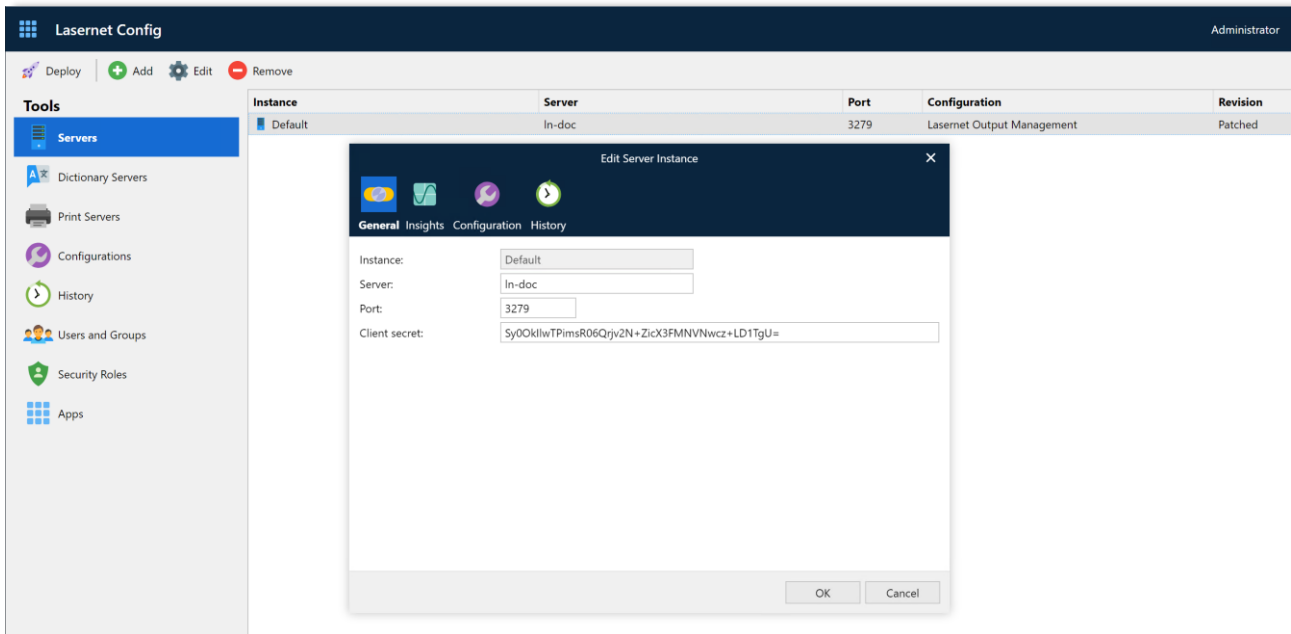 Lasernet Config
Administrator
Deploy Add Edit Remove
Tools
Servers
Dictionary Servers
Print Servers
Configurations
History
Users and Groups
Security Roles
Apps
Instance Server Port Configuration Revision
Default ln-doc 3279 Lasernet Output Management Patched
Edit Server Instance
General Insights Configuration History
Instance: Default
Server: ln-doc
Port: 3279
Client secret: Sy0OkIlwTPimsR06Qrjv2N+ZicX3FMNVNwcz+LD1TgU=
OK Cancel